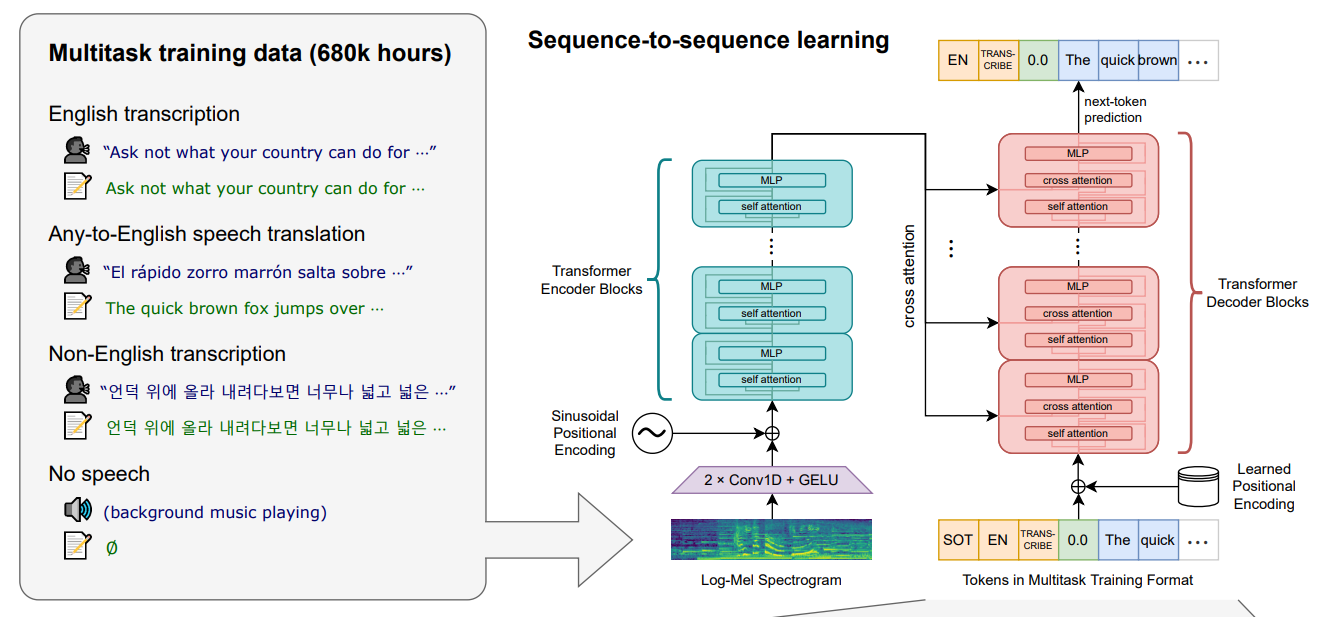 Multitask training data (680k hours)
English transcription
“Ask not what your country can do for ⋯”
Ask not what your country can do for ⋯
Any-to-English speech translation
“El rápido zorro marrón salta sobre ⋯”
The quick brown fox jumps over ⋯
Non-English transcription
“언덕 위에 올라 내려다보면 너무나 넓고 넓은 ⋯”
언덕 위에 올라 내려다보면 너무나 넓고 넓은 ⋯
No speech
(background music playing)
∅
Sequence-to-sequence learning
EN TRANS-CRIBE 0.0 The quick brown ⋯
next-token
prediction
MLP
self attention
⋮
MLP
self attention
MLP
self attention
Transformer
Encoder Blocks
Sinusoidal
Positional
Encoding
~
2 × Conv1D + GELU
Log-Mel Spectrogram
cross attention
⋮
MLP
cross attention
self attention
⋮
MLP
cross attention
self attention
MLP
cross attention
self attention
Transformer
Decoder Blocks
Learned
Positional
Encoding
SOT EN TRANS-CRIBE 0.0 The quick ⋯
Tokens in Multitask Training Format